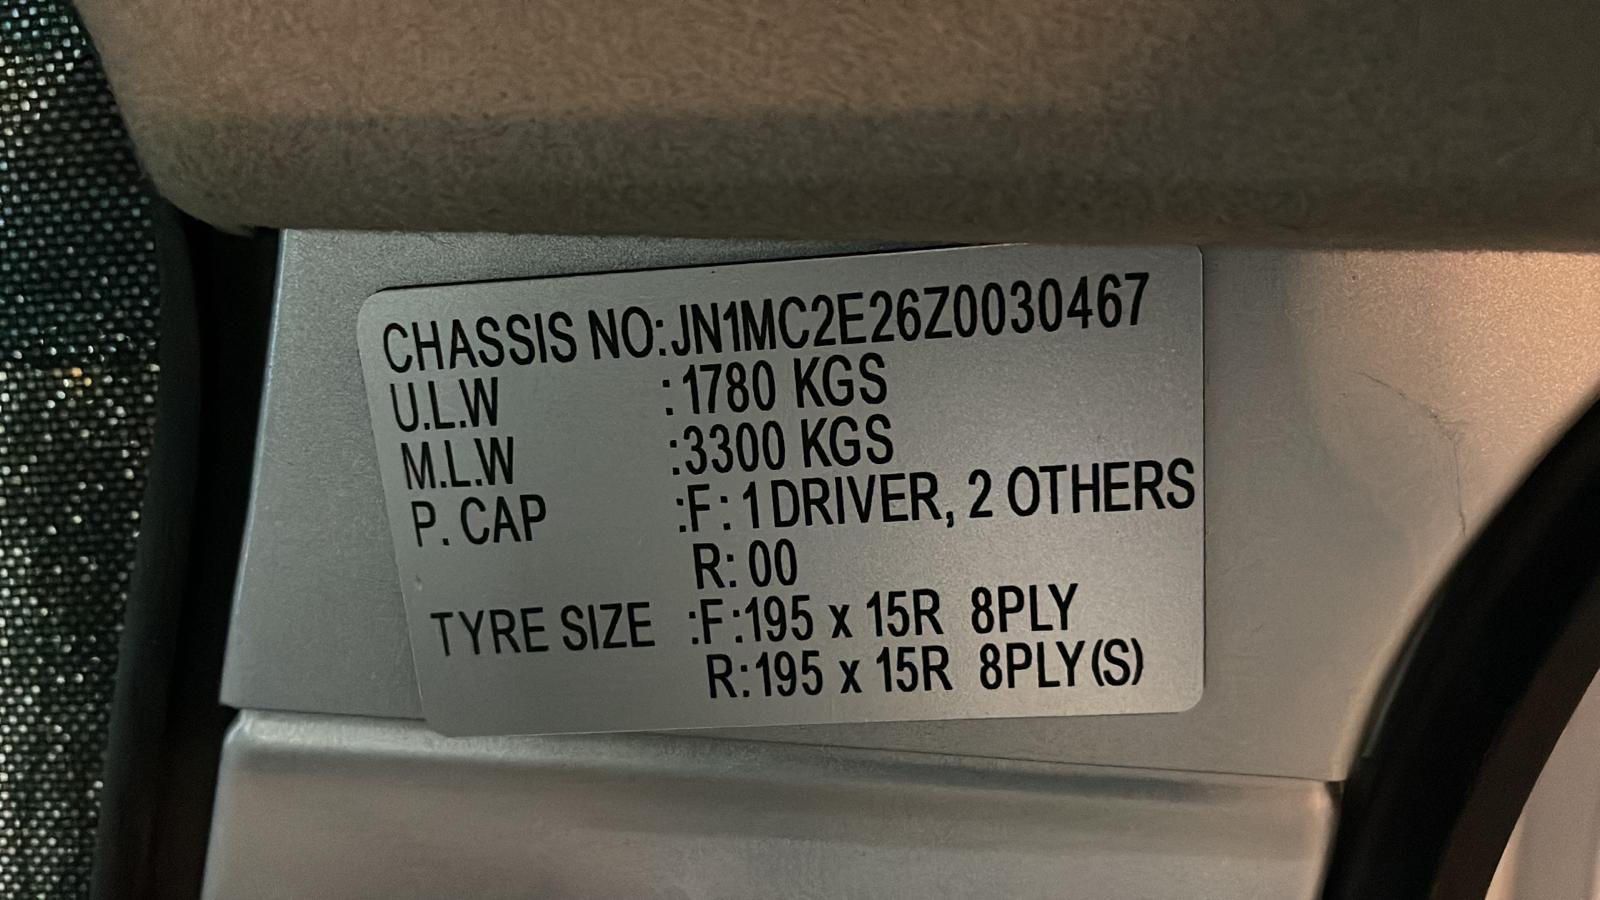 CHASSIS NO:JN1MC2E26Z0030467
U.L.W :1780 KGS
M.L.W :3300 KGS
P. CAP :F: 1 DRIVER, 2 OTHERS
R: 00
TYRE SIZE :F:195 x 15R 8PLY
R:195 x 15R 8PLY(S)